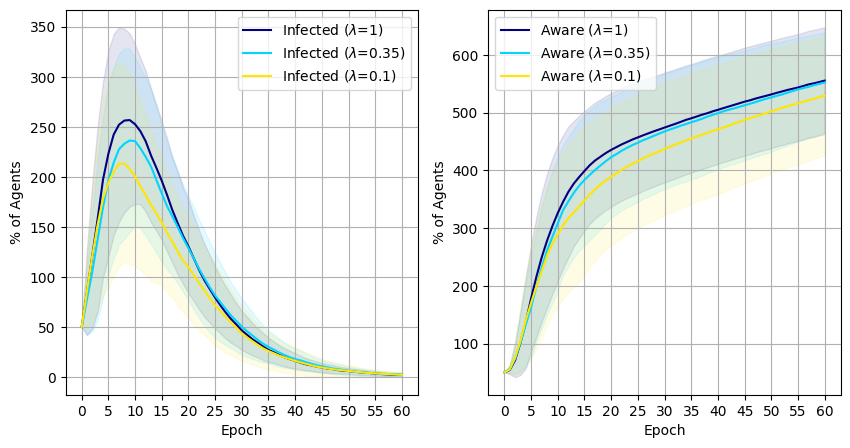 % of Agents
350
300
250
200
150
100
50
0
Infected (λ=1)
Infected (λ=0.35)
Infected (λ=0.1)
0 5 10 15 20 25 30 35 40 45 50 55 60
Epoch
% of Agents
600
500
400
300
200
100
Aware (λ=1)
Aware (λ=0.35)
Aware (λ=0.1)
0 5 10 15 20 25 30 35 40 45 50 55 60
Epoch